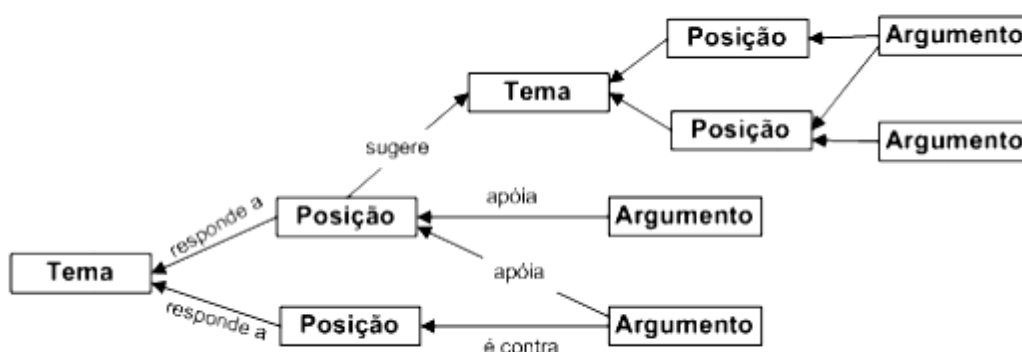 Posição
Argumento
Tema
Posição
Argumento
sugere
Posição
apóia
Argumento
responde a
Tema
apóia
responde a
Posição
é contra
Argumento